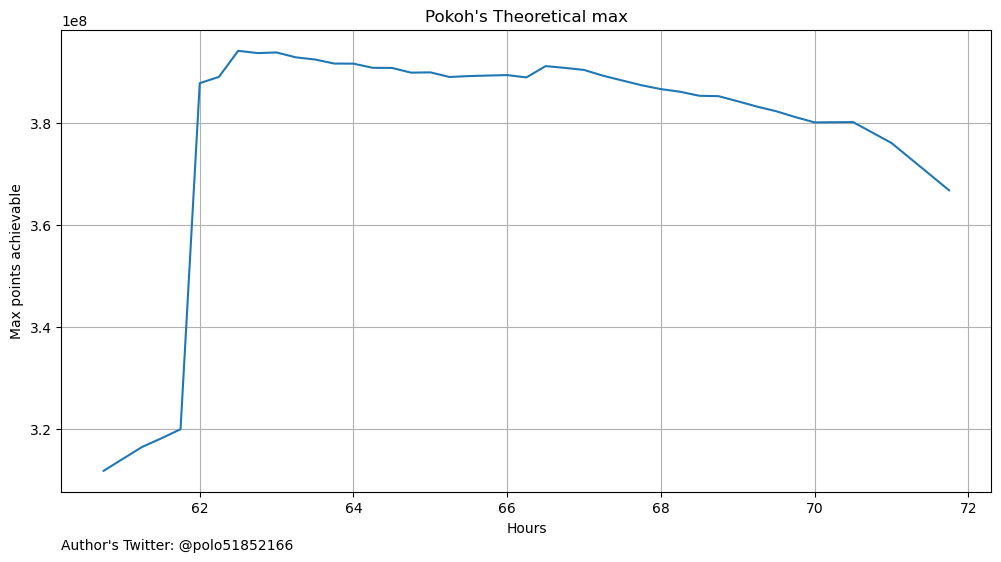 Pokoh's Theoretical max
1e8
3.8
3.6
3.4
3.2
Max points achievable
62 64 66 68 70 72
Hours
Author's Twitter: @polo51852166